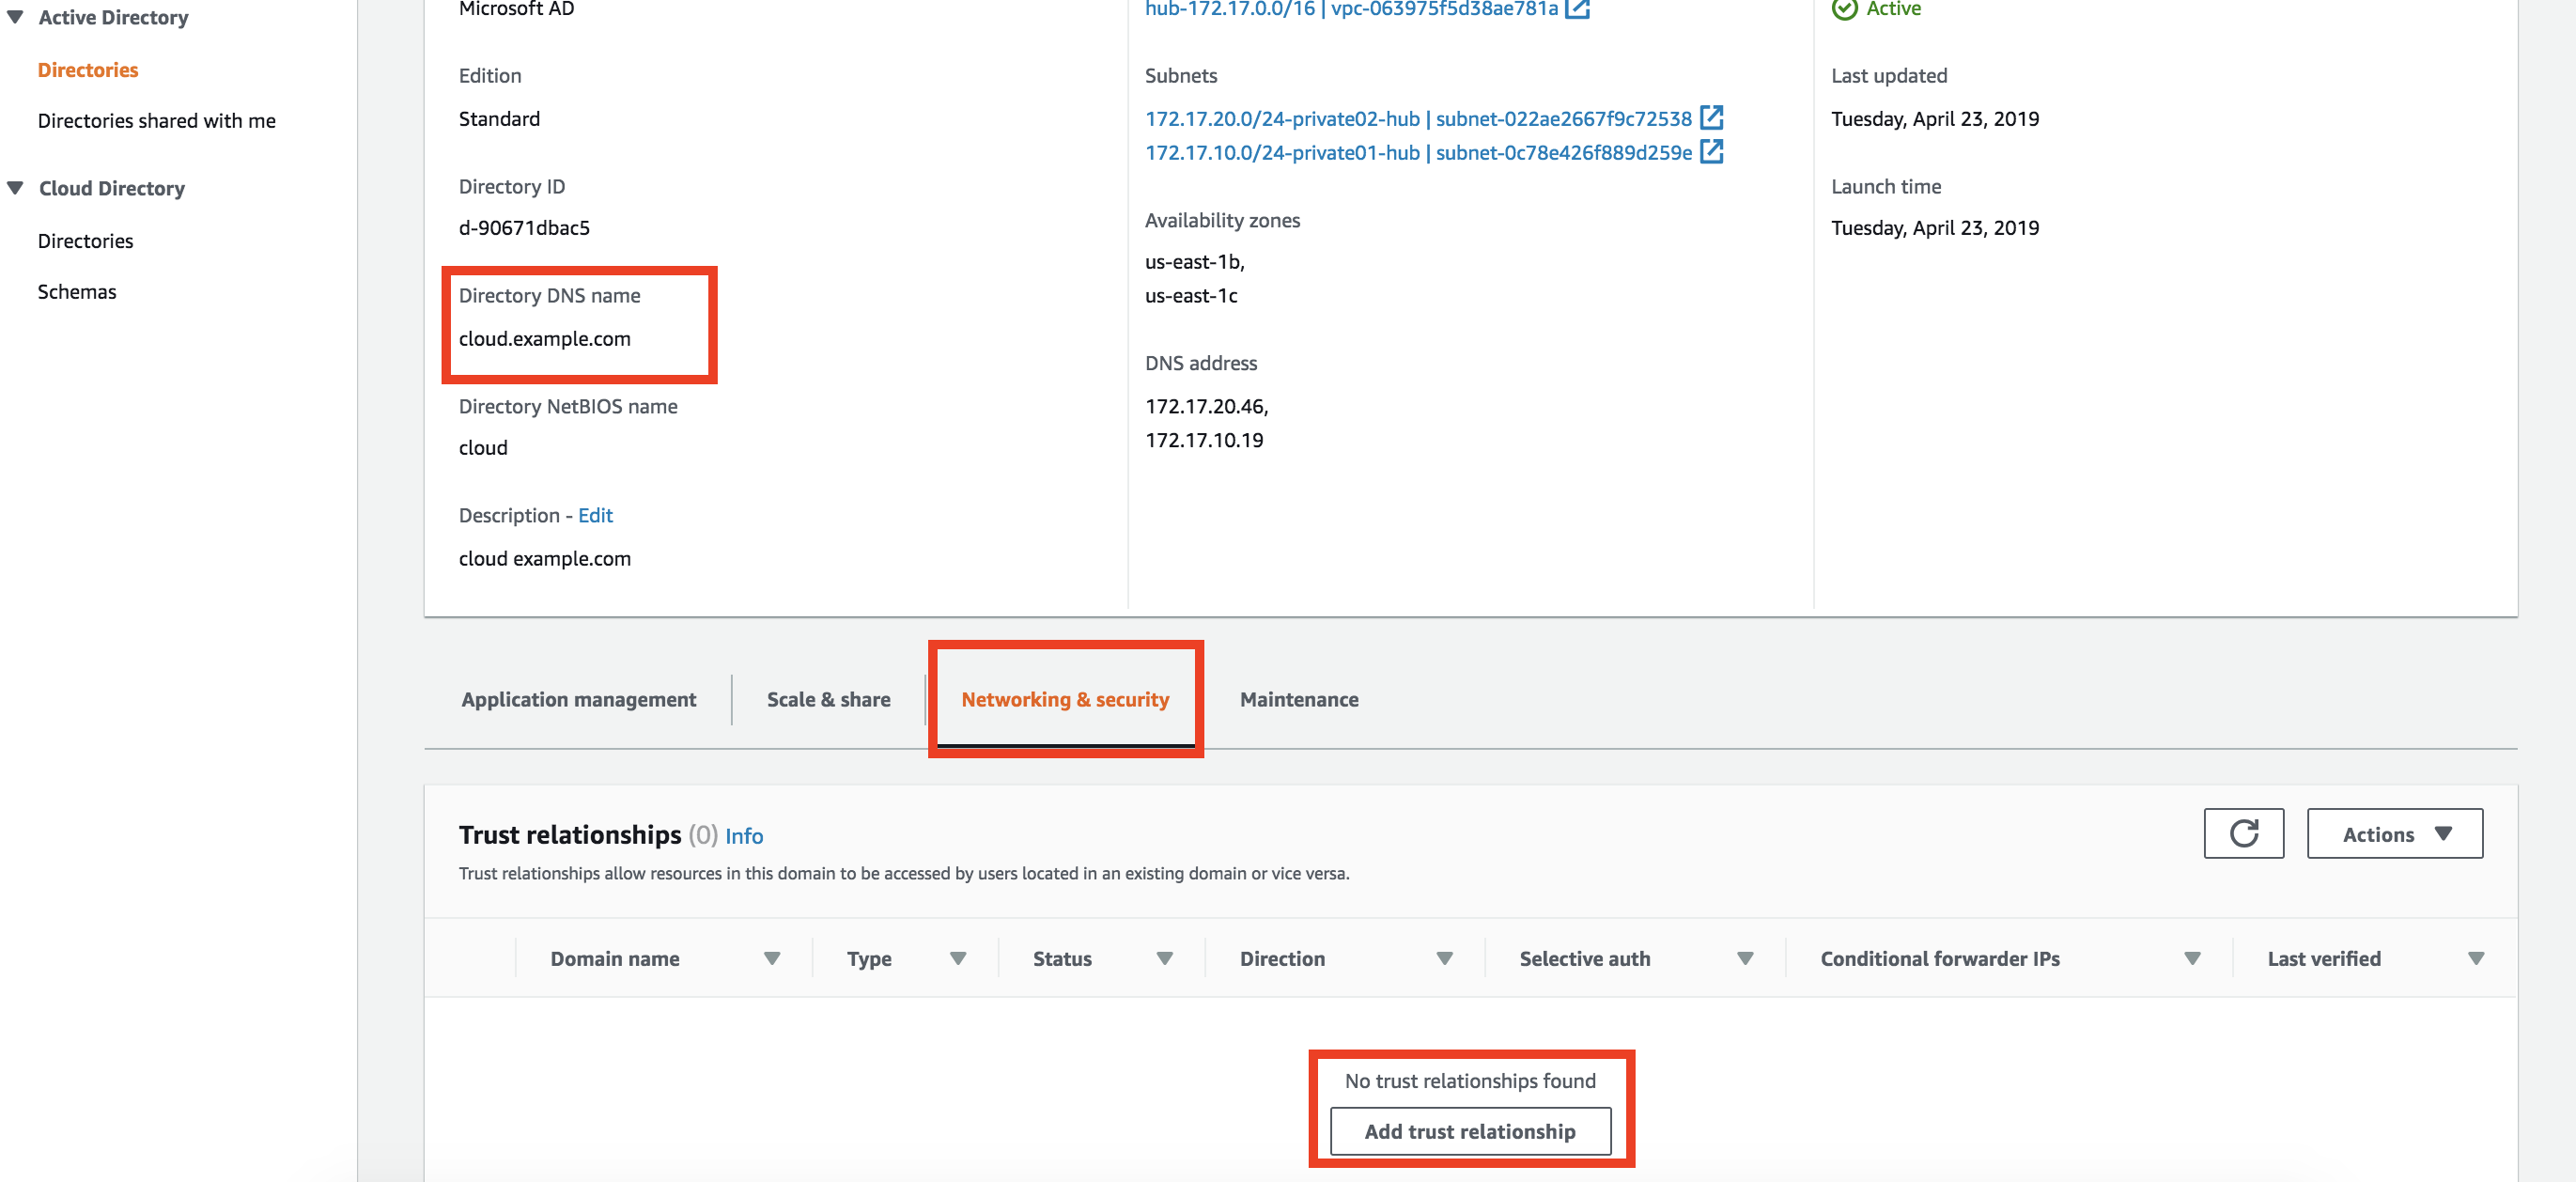 Active Directory
Directories
Directories shared with me
Cloud Directory
Directories
Schemas
Microsoft AD
Edition
Standard
Directory ID
d-90671dbac5
Directory DNS name
cloud.example.com
Directory NetBIOS name
cloud
Description - Edit
cloud example.com
hub-172.17.0.0/16 | vpc-063975f5d38ae781a
Subnets
172.17.20.0/24-private02-hub | subnet-022ae2667f9c72538
172.17.10.0/24-private01-hub | subnet-0c78e426f889d259e
Availability zones
us-east-1b,
us-east-1c
DNS address
172.17.20.46,
172.17.10.19
Active
Last updated
Tuesday, April 23, 2019
Launch time
Tuesday, April 23, 2019
Application management
Scale & share
Networking & security
Maintenance
Trust relationships (0) Info
Trust relationships allow resources in this domain to be accessed by users located in an existing domain or vice versa.
Actions
Domain name
Type
Status
Direction
Selective auth
Conditional forwarder IPs
Last verified
No trust relationships found
Add trust relationship